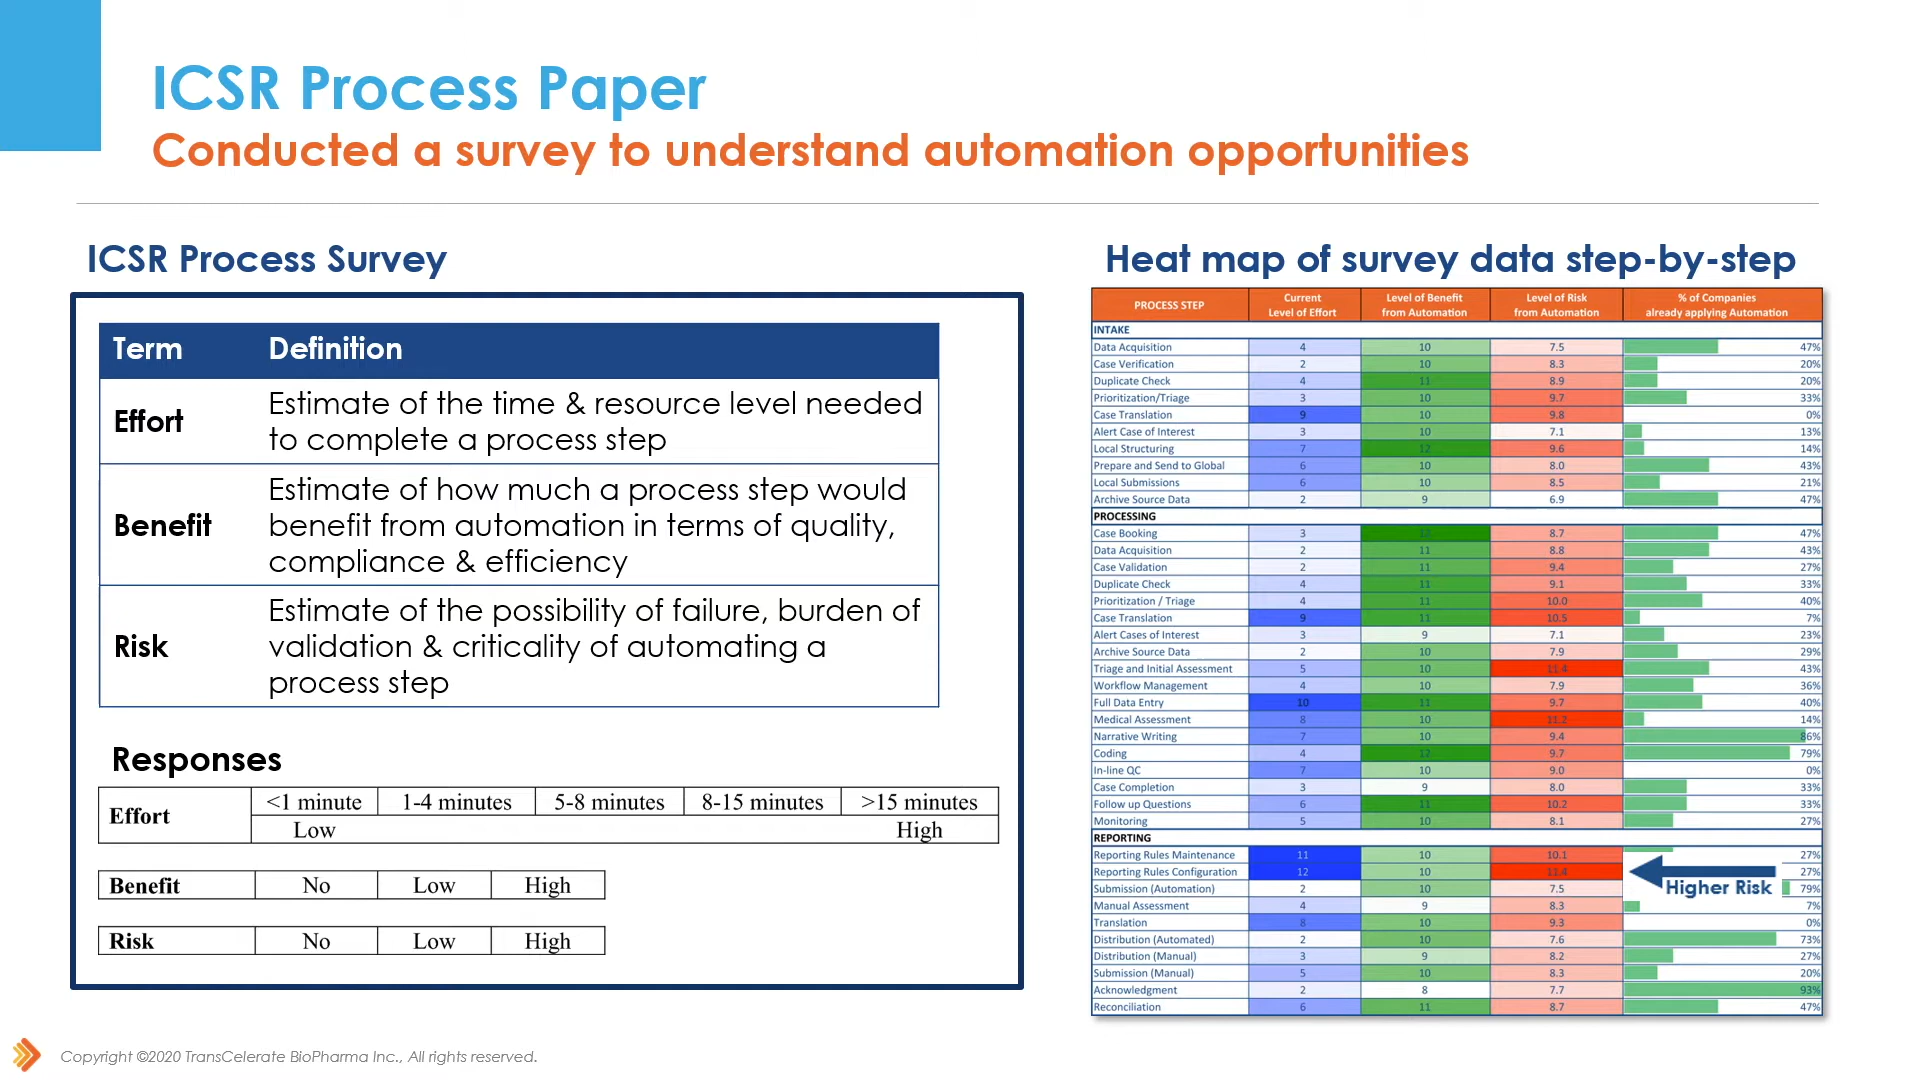 ICSR Process Paper
Conducted a survey to understand automation opportunities
ICSR Process Survey
Term Definition
Effort Estimate of the time & resource level needed
to complete a process step
Benefit Estimate of how much a process step would
benefit from automation in terms of quality,
compliance & efficiency
Risk Estimate of the possibility of failure, burden of
validation & criticality of automating a
process step
Responses
Effort <1 minute 1-4 minutes 5-8 minutes 8-15 minutes >15 minutes
Low High
Benefit No Low High
Risk No Low High
Heat map of survey data step-by-step
PROCESS STEP Current Level of Effort Level of Benefit from Automation Level of Risk from Automation % of Companies already applying Automation
INTAKE
Data Acquisition 4 10 7.5 47%
Case Verification 2 10 8.3 20%
Duplicate Check 4 11 8.9 20%
Prioritization/Triage 3 10 9.7 33%
Case Translation 9 10 9.8 0%
Alert Case of Interest 3 10 7.1 13%
Local Structuring 7 12 9.6 14%
Prepare and Send to Global 6 10 8.0 43%
Local Submissions 6 10 8.5 21%
Archive Source Data 2 9 6.9 47%
PROCESSING
Case Booking 3 8.7 47%
Data Acquisition 2 11 8.8 43%
Case Validation 2 11 9.4 27%
Duplicate Check 4 11 9.1 33%
Prioritization / Triage 4 11 10.0 40%
Case Translation 9 11 10.5 7%
Alert Cases of Interest 3 9 7.1 23%
Archive Source Data 2 10 7.9 29%
Triage and Initial Assessment 5 10 11.4 43%
Workflow Management 4 10 7.9 36%
Full Data Entry 10 11 9.7 40%
Medical Assessment 8 10 11.2 14%
Narrative Writing 7 10 9.4 86%
Coding 4 12 9.7 79%
In-line QC 7 10 9.0 0%
Case Completion 3 9 8.0 33%
Follow up Questions 6 11 10.2 33%
Monitoring 5 10 8.1 27%
REPORTING
Reporting Rules Maintenance 11 10 10.1 27%
Reporting Rules Configuration 12 10 11.4 27%
Higher Risk
Submission (Automation) 2 10 7.5 79%
Manual Assessment 4 9 8.3 7%
Translation 8 10 9.3 0%
Distribution (Automated) 2 10 7.6 73%
Distribution (Manual) 3 9 8.2 27%
Submission (Manual) 5 10 8.3 20%
Acknowledgment 2 8 7.7 93%
Reconciliation 6 11 8.7 47%
Copyright ©2020 TransCelerate BioPharma Inc., All rights reserved.